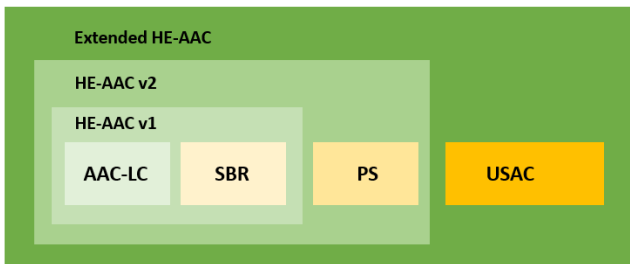 Extended HE-AAC
HE-AAC v2
HE-AAC v1
AAC-LC
SBR
PS
USAC